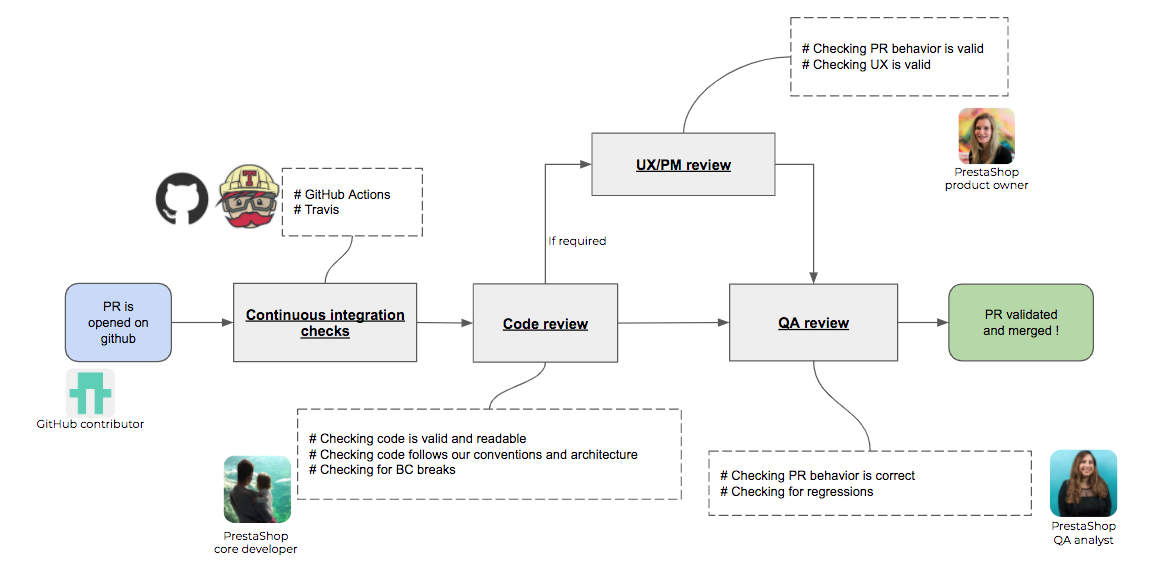 # Checking PR behavior is valid
# Checking UX is valid
UX/PM review
PrestaShop
product owner
T
# GitHub Actions
# Travis
If required
PR is
opened on
github
Continuous integration
checks
Code review
QA review
PR validated
and merged !
GitHub contributor
# Checking code is valid and readable
# Checking code follows our conventions and architecture
# Checking for BC breaks
PrestaShop
core developer
# Checking PR behavior is correct
# Checking for regressions
PrestaShop
QA analyst